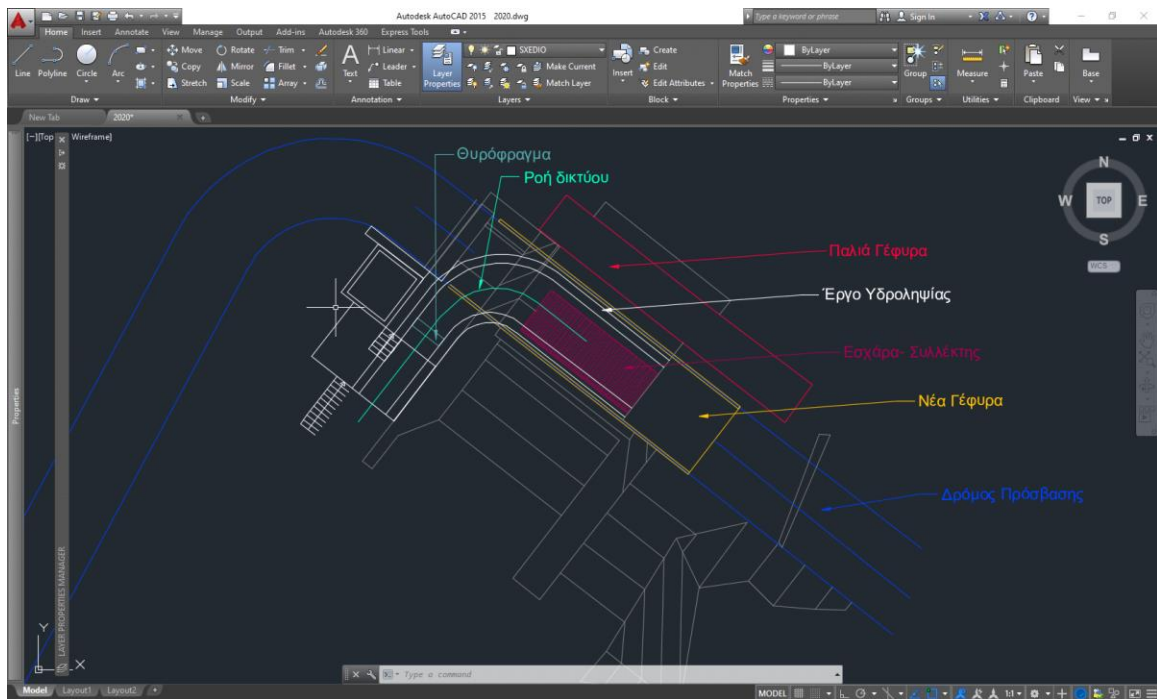 Autodesk AutoCAD 2015 2020.dwg
Type a keyword or phrase
Sign In
Home Insert Annotate View Manage Output Add-ins Autodesk 360 Express Tools
Line Polyline Circle Arc
Move Rotate Trim
Copy Mirror Fillet
Stretch Scale Array
Text
Linear
Leader
Table
Layer Properties
SXEDIO
Make Current
Match Layer
Insert
Create
Edit
Edit Attributes
Match Properties
ByLayer
ByLayer
ByLayer
Group
Measure
Paste
Base
Draw Modify Annotation Layers Block Properties Groups Utilities Clipboard View
New Tab 2020*
[−][Top Wireframe]
Θυρόφραγμα
Ροή δικτύου
N
W TOP E
S
WCS
Παλιά Γέφυρα
Έργο Υδροληψίας
Εσχάρα- Συλλέκτης
Νέα Γέφυρα
Δρόμος Πρόσβασης
Properties
LAYER PROPERTIES MANAGER
Y
X
Type a command
Model Layout1 Layout2
MODEL 1:1